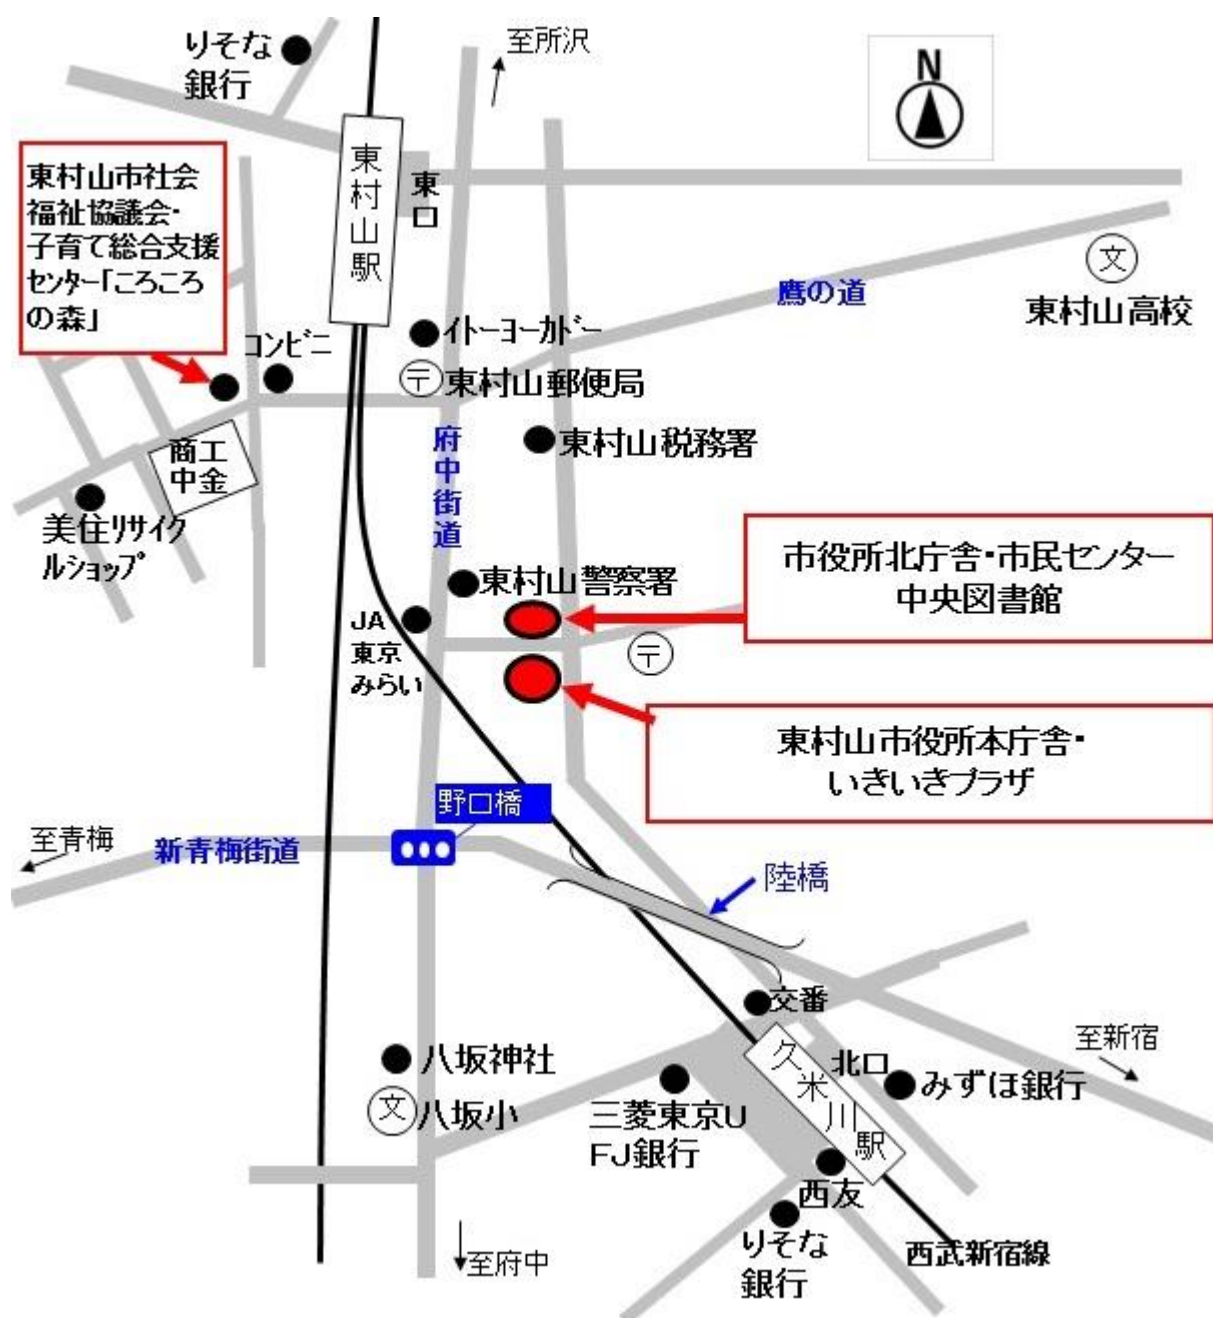 りそな
銀行
至所沢
N
東村山駅
東口
東村山市社会
福祉協議会・
子育て総合支援
センター「ころころ
の森」
鷹の道
文
東村山高校
コンビニ
イトーヨーカドー
〒
東村山郵便局
府中街道
東村山税務署
商工
中金
美住リサイク
ルショップ
東村山警察署
市役所北庁舎・市民センター
中央図書館
JA
東京
みらい
〒
東村山市役所本庁舎・
いきいきプラザ
野口橋
至青梅
新青梅街道
陸橋
交番
久米川駅
北口
至新宿
みずほ銀行
八坂神社
文
八坂小
三菱東京U
FJ銀行
西友
りそな
銀行
西武新宿線
至府中